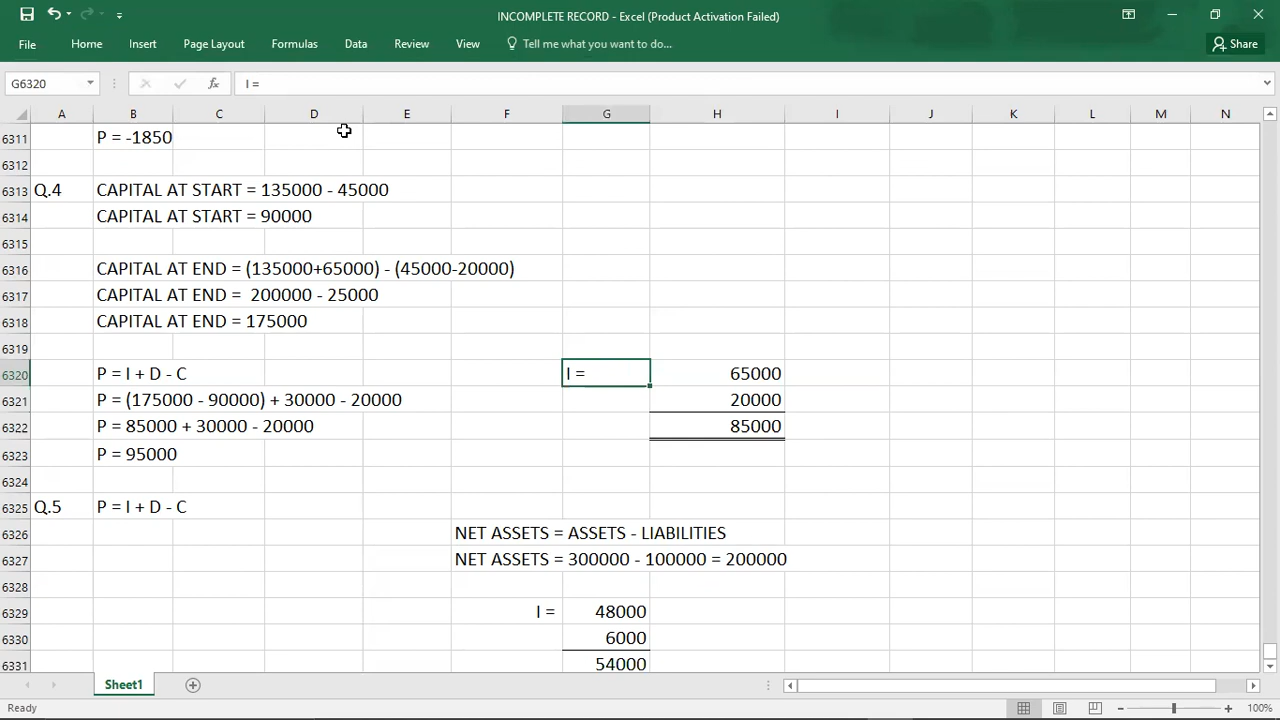 INCOMPLETE RECORD - Excel (Product Activation Failed)
File Home Insert Page Layout Formulas Data Review View Tell me what you want to do... Share
G6320 fx I =
A B C D E F G H I J K L M N
6311 P = -1850
6312
6313 Q.4 CAPITAL AT START = 135000 - 45000
6314 CAPITAL AT START = 90000
6315
6316 CAPITAL AT END = (135000+65000) - (45000-20000)
6317 CAPITAL AT END = 200000 - 25000
6318 CAPITAL AT END = 175000
6319
6320 P = I + D - C I = 65000
6321 P = (175000 - 90000) + 30000 - 20000 20000
6322 P = 85000 + 30000 - 20000 85000
6323 P = 95000
6324
6325 Q.5 P = I + D - C
6326 NET ASSETS = ASSETS - LIABILITIES
6327 NET ASSETS = 300000 - 100000 = 200000
6328
6329 I = 48000
6330 6000
6331 54000
Sheet1
Ready 100%